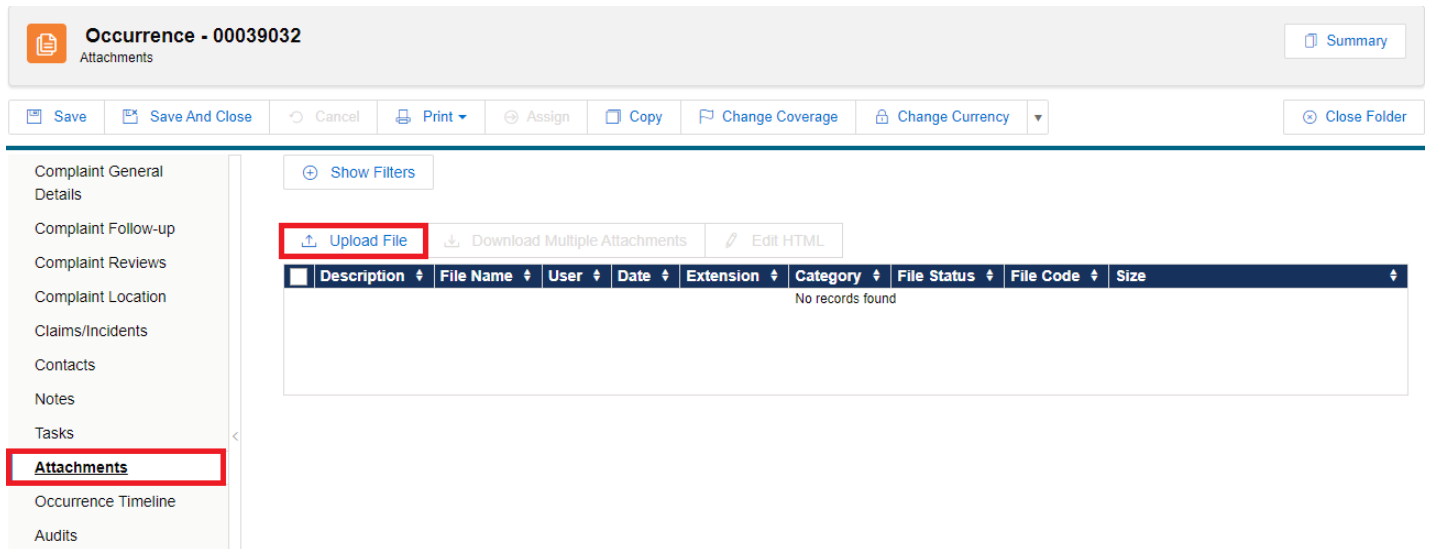 Occurrence - 00039032
Attachments
Summary
Save Save And Close Cancel Print Assign Copy Change Coverage Change Currency Close Folder
Complaint General
Details
Complaint Follow-up
Complaint Reviews
Complaint Location
Claims/Incidents
Contacts
Notes
Tasks
Attachments
Occurrence Timeline
Audits
Show Filters
Upload File Download Multiple Attachments Edit HTML
Description File Name User Date Extension Category File Status File Code Size
No records found